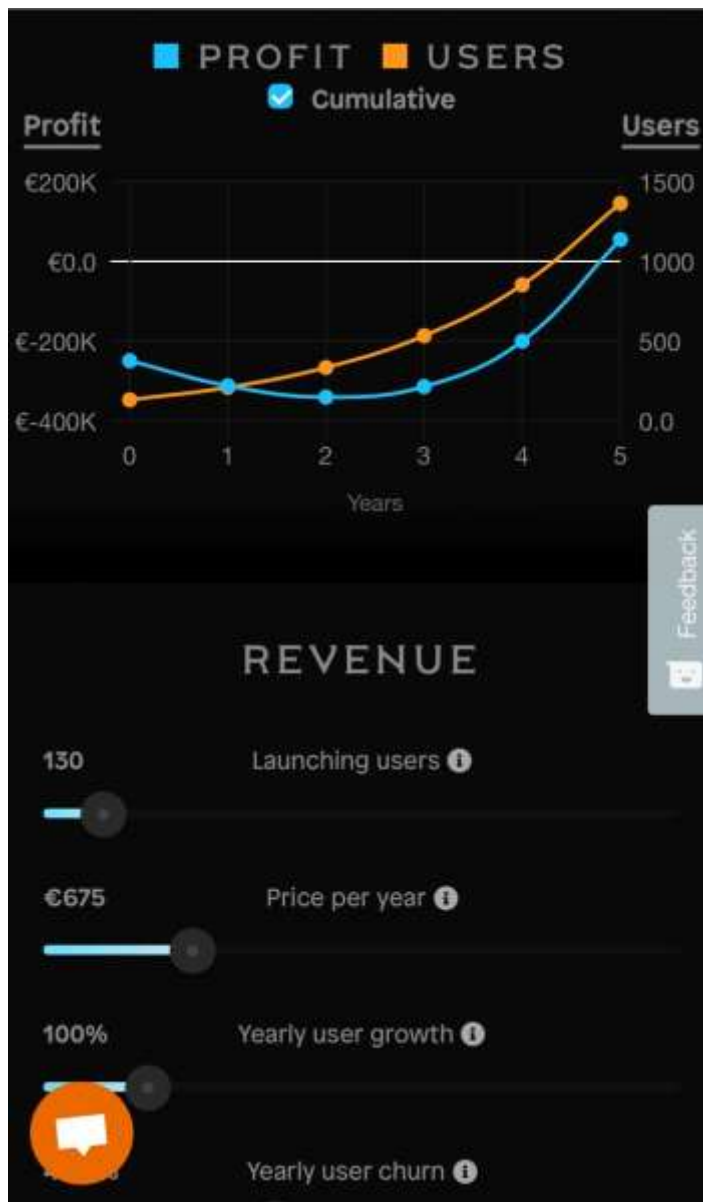 PROFIT USERS
Cumulative
Profit Users
€200K 1500
€0.0 1000
€-200K 500
€-400K 0.0
0 1 2 3 4 5
Years
Feedback
REVENUE
130 Launching users
€675 Price per year
100% Yearly user growth
Yearly user churn